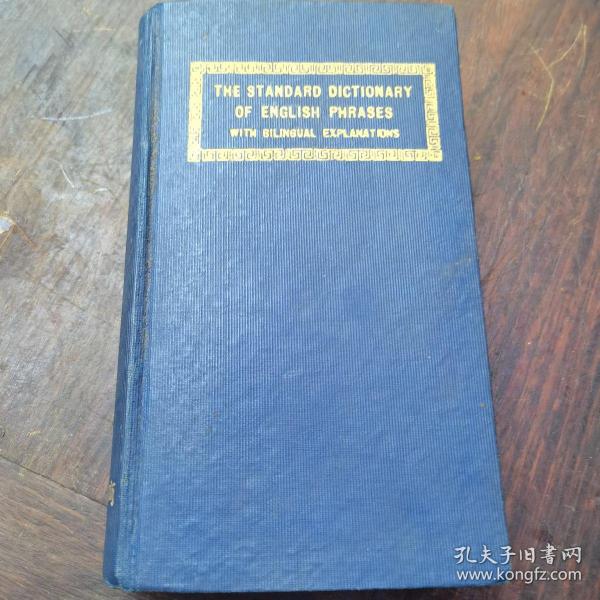 THE STANDARD DICTIONARY
OF ENGLISH PHRASES
WITH BILINGUAL EXPLANATIONS
孔夫子旧书网
www.kongfz.com